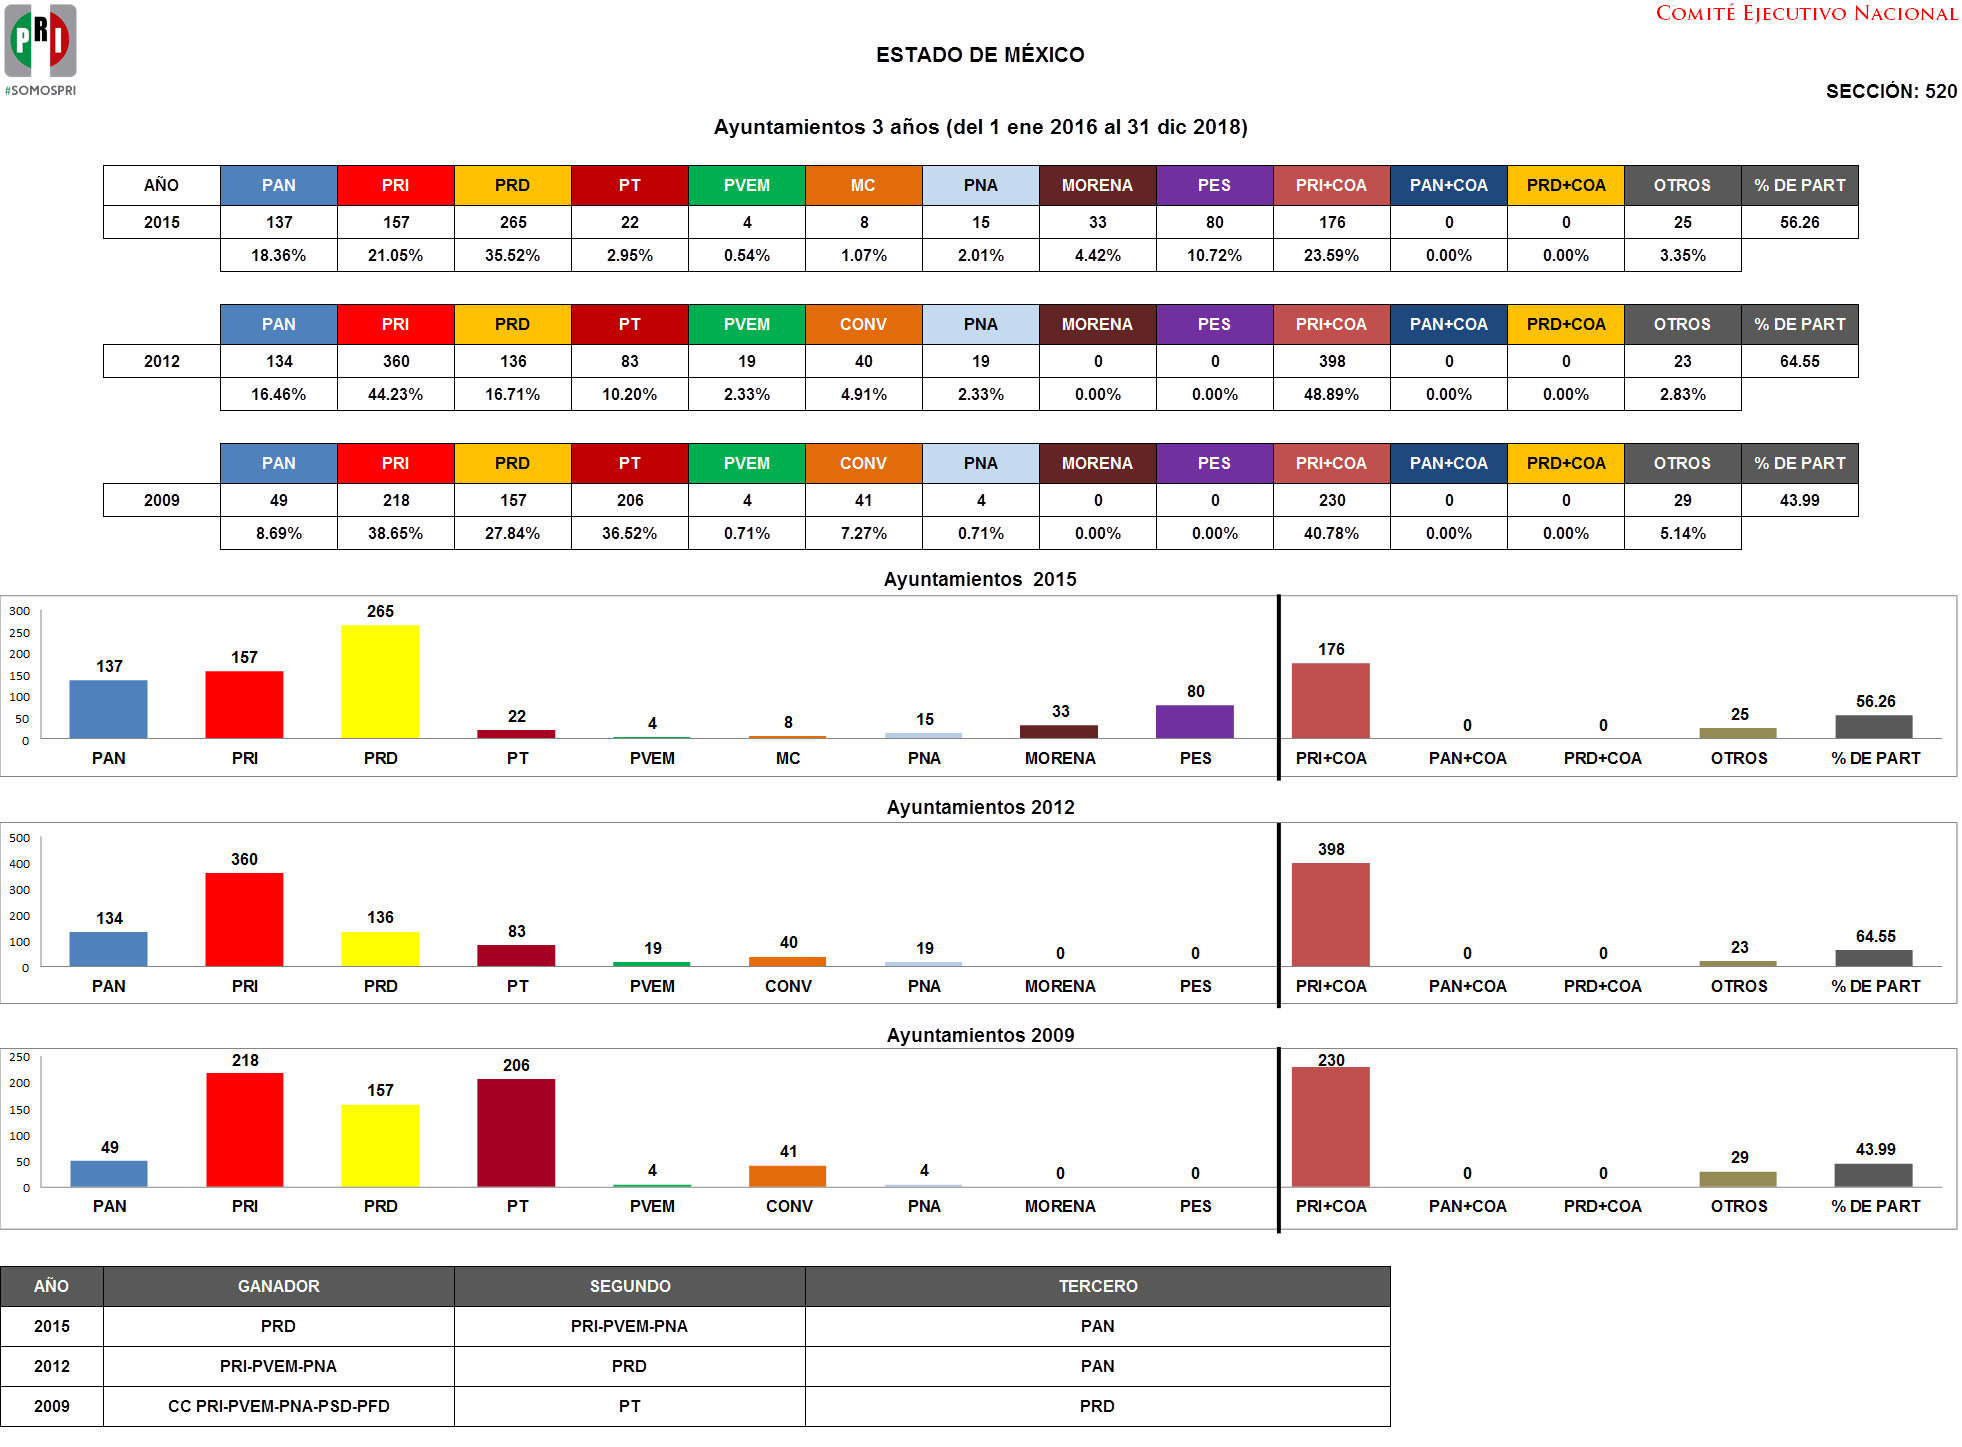 COMITÉ EJECUTIVO NACIONAL
PRI
#SOMOSPRI
ESTADO DE MÉXICO
SECCIÓN: 520
Ayuntamientos 3 años (del 1 ene 2016 al 31 dic 2018)
AÑO PAN PRI PRD PT PVEM MC PNA MORENA PES PRI+COA PAN+COA PRD+COA OTROS % DE PART
2015 137 157 265 22 4 8 15 33 80 176 0 0 25 56.26
18.36% 21.05% 35.52% 2.95% 0.54% 1.07% 2.01% 4.42% 10.72% 23.59% 0.00% 0.00% 3.35%
PAN PRI PRD PT PVEM CONV PNA MORENA PES PRI+COA PAN+COA PRD+COA OTROS % DE PART
2012 134 360 136 83 19 40 19 0 0 398 0 0 23 64.55
16.46% 44.23% 16.71% 10.20% 2.33% 4.91% 2.33% 0.00% 0.00% 48.89% 0.00% 0.00% 2.83%
PAN PRI PRD PT PVEM CONV PNA MORENA PES PRI+COA PAN+COA PRD+COA OTROS % DE PART
2009 49 218 157 206 4 41 4 0 0 230 0 0 29 43.99
8.69% 38.65% 27.84% 36.52% 0.71% 7.27% 0.71% 0.00% 0.00% 40.78% 0.00% 0.00% 5.14%
Ayuntamientos 2015
300
250
200
150
100
50
0
137 157 265 22 4 8 15 33 80 176 0 0 25 56.26
PAN PRI PRD PT PVEM MC PNA MORENA PES PRI+COA PAN+COA PRD+COA OTROS % DE PART
Ayuntamientos 2012
500
400
300
200
100
0
134 360 136 83 19 40 19 0 0 398 0 0 23 64.55
PAN PRI PRD PT PVEM CONV PNA MORENA PES PRI+COA PAN+COA PRD+COA OTROS % DE PART
Ayuntamientos 2009
250
200
150
100
50
0
49 218 157 206 4 41 4 0 0 230 0 0 29 43.99
PAN PRI PRD PT PVEM CONV PNA MORENA PES PRI+COA PAN+COA PRD+COA OTROS % DE PART
AÑO GANADOR SEGUNDO TERCERO
2015 PRD PRI-PVEM-PNA PAN
2012 PRI-PVEM-PNA PRD PAN
2009 CC PRI-PVEM-PNA-PSD-PFD PT PRD